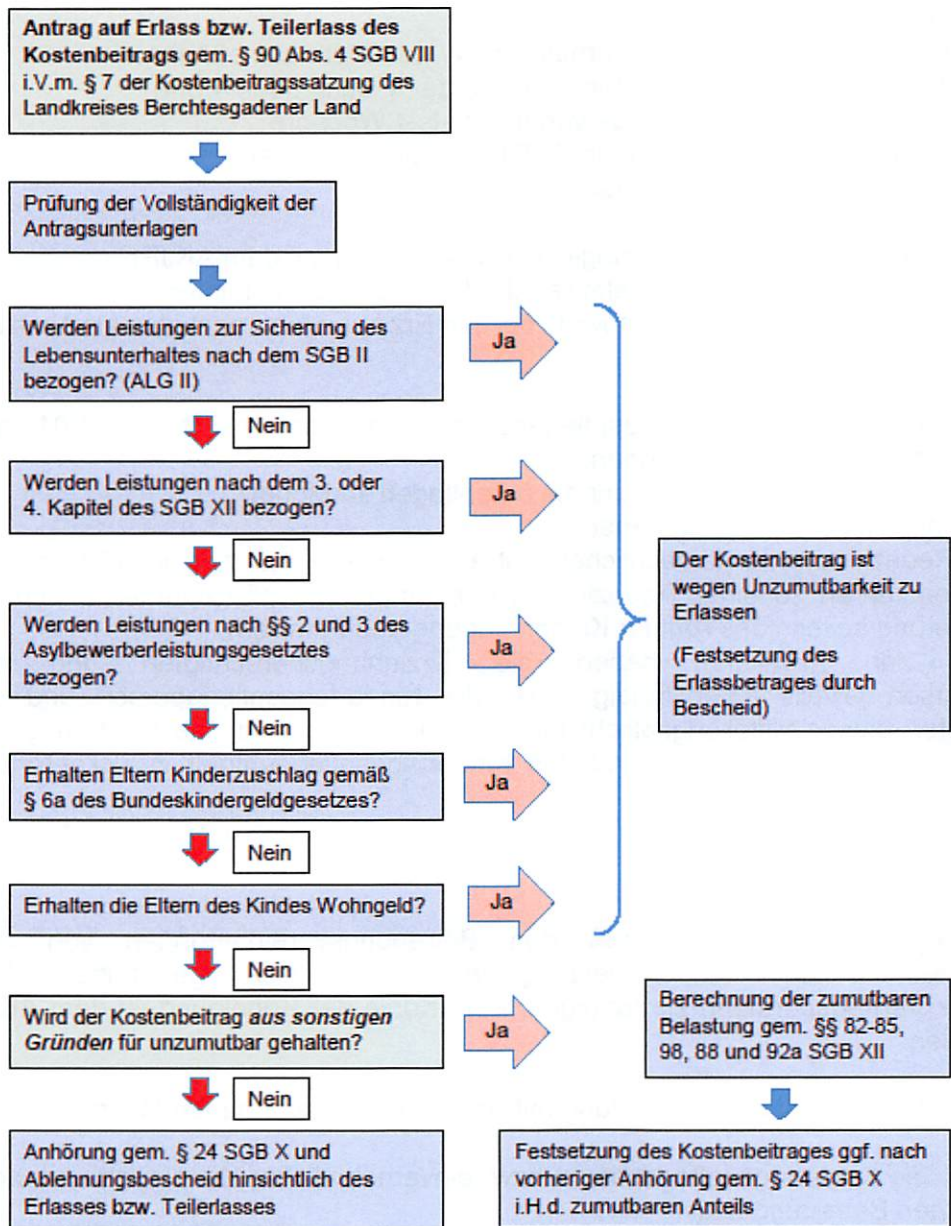 Antrag auf Erlass bzw. Teilerlass des
Kostenbeitrags gem. § 90 Abs. 4 SGB VIII
i.V.m. § 7 der Kostenbeitragssatzung des
Landkreises Berchtesgadener Land
Prüfung der Vollständigkeit der
Antragsunterlagen
Werden Leistungen zur Sicherung des
Lebensunterhaltes nach dem SGB II
bezogen? (ALG II)
Ja
Nein
Werden Leistungen nach dem 3. oder
4. Kapitel des SGB XII bezogen?
Ja
Nein
Werden Leistungen nach §§ 2 und 3 des
Asylbewerberleistungsgesetztes
bezogen?
Ja
Nein
Erhalten Eltern Kinderzuschlag gemäß
§ 6a des Bundeskindergeldgesetzes?
Ja
Nein
Erhalten die Eltern des Kindes Wohngeld?
Ja
Der Kostenbeitrag ist
wegen Unzumutbarkeit zu
Erlassen
(Festsetzung des
Erlassbetrages durch
Bescheid)
Nein
Wird der Kostenbeitrag aus sonstigen
Gründen für unzumutbar gehalten?
Ja
Berechnung der zumutbaren
Belastung gem. §§ 82-85,
98, 88 und 92a SGB XII
Nein
Anhörung gem. § 24 SGB X und
Ablehnungsbescheid hinsichtlich des
Erlasses bzw. Teilerlasses
Festsetzung des Kostenbeitrages ggf. nach
vorheriger Anhörung gem. § 24 SGB X
i.H.d. zumutbaren Anteils